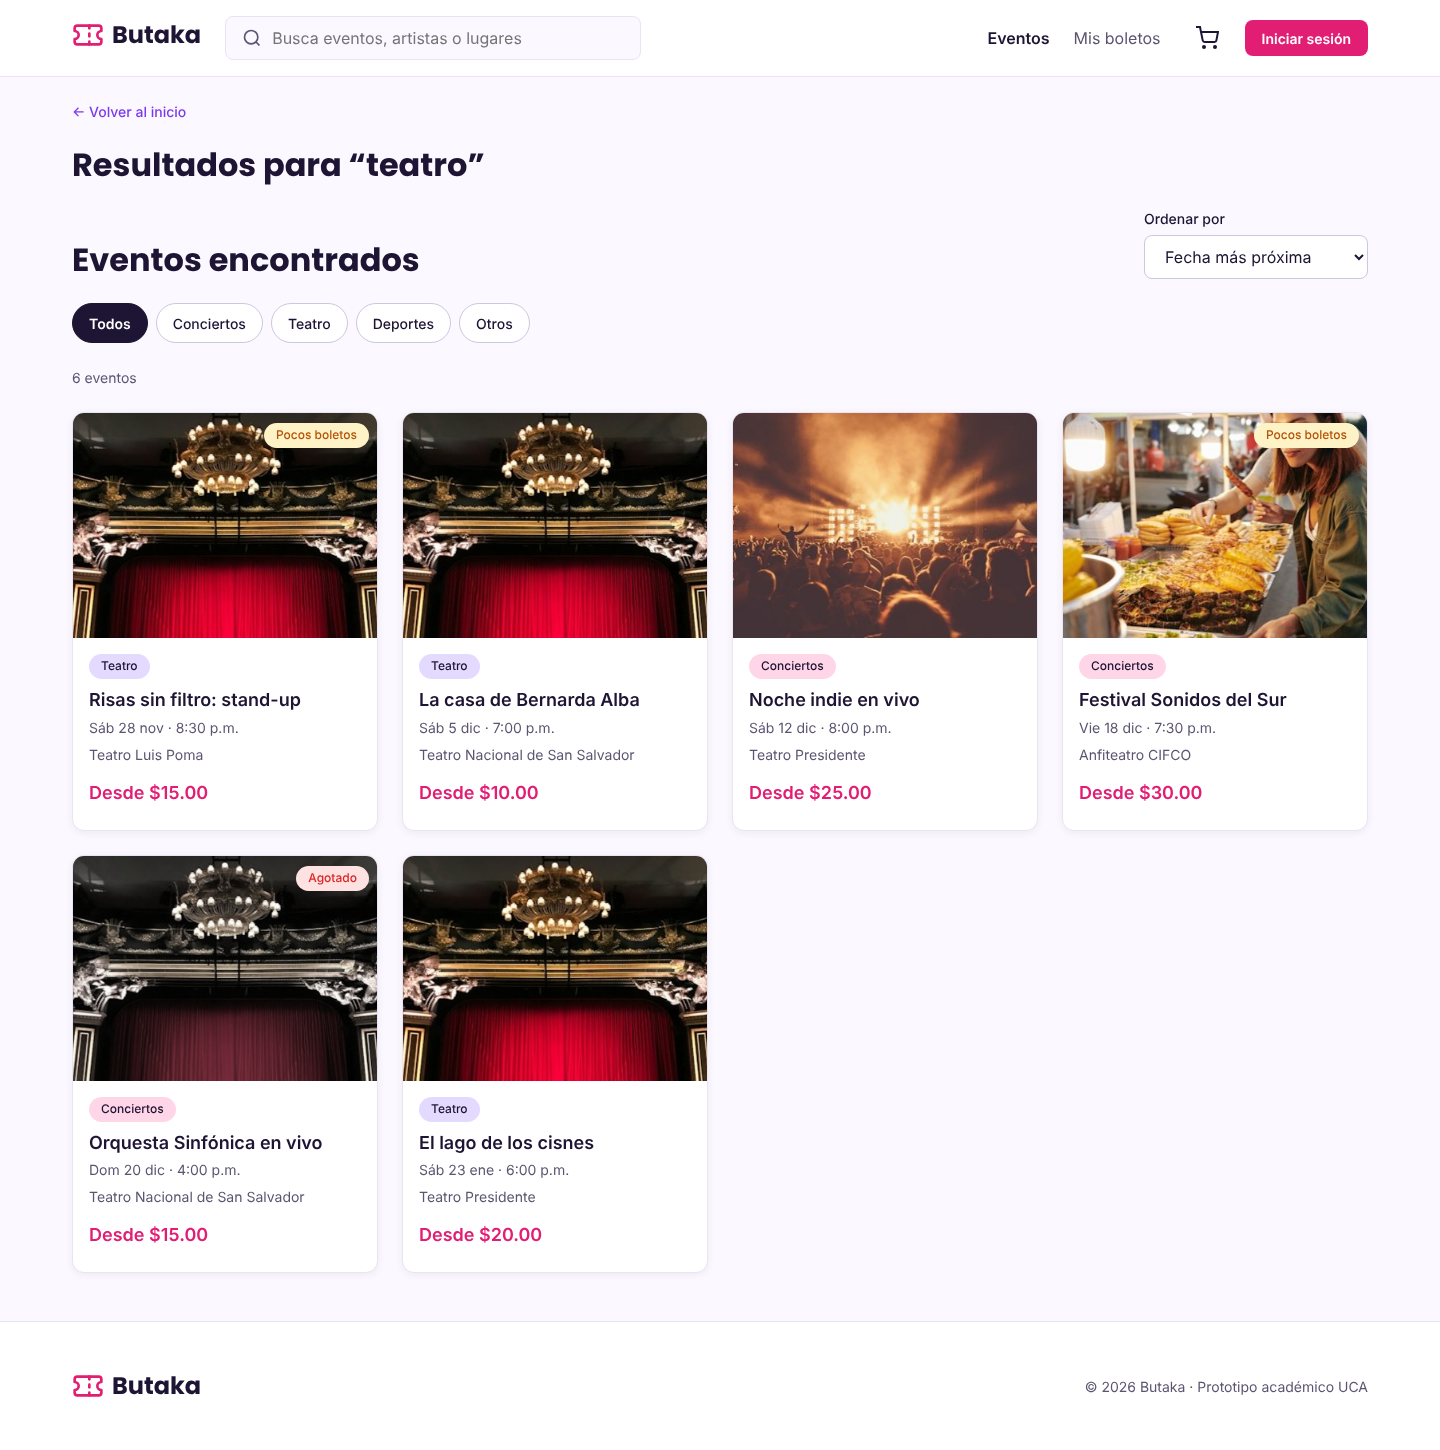 Butaka
Busca eventos, artistas o lugares
Eventos
Mis boletos
Iniciar sesión
← Volver al inicio
Resultados para “teatro”
Ordenar por
Eventos encontrados
Fecha más próxima
Todos
Conciertos
Teatro
Deportes
Otros
6 eventos
Pocos boletos
Teatro
Risas sin filtro: stand-up
Sáb 28 nov · 8:30 p.m.
Teatro Luis Poma
Desde $15.00
Teatro
La casa de Bernarda Alba
Sáb 5 dic · 7:00 p.m.
Teatro Nacional de San Salvador
Desde $10.00
Conciertos
Noche indie en vivo
Sáb 12 dic · 8:00 p.m.
Teatro Presidente
Desde $25.00
Pocos boletos
Conciertos
Festival Sonidos del Sur
Vie 18 dic · 7:30 p.m.
Anfiteatro CIFCO
Desde $30.00
Agotado
Conciertos
Orquesta Sinfónica en vivo
Dom 20 dic · 4:00 p.m.
Teatro Nacional de San Salvador
Desde $15.00
Teatro
El lago de los cisnes
Sáb 23 ene · 6:00 p.m.
Teatro Presidente
Desde $20.00
Butaka
© 2026 Butaka · Prototipo académico UCA